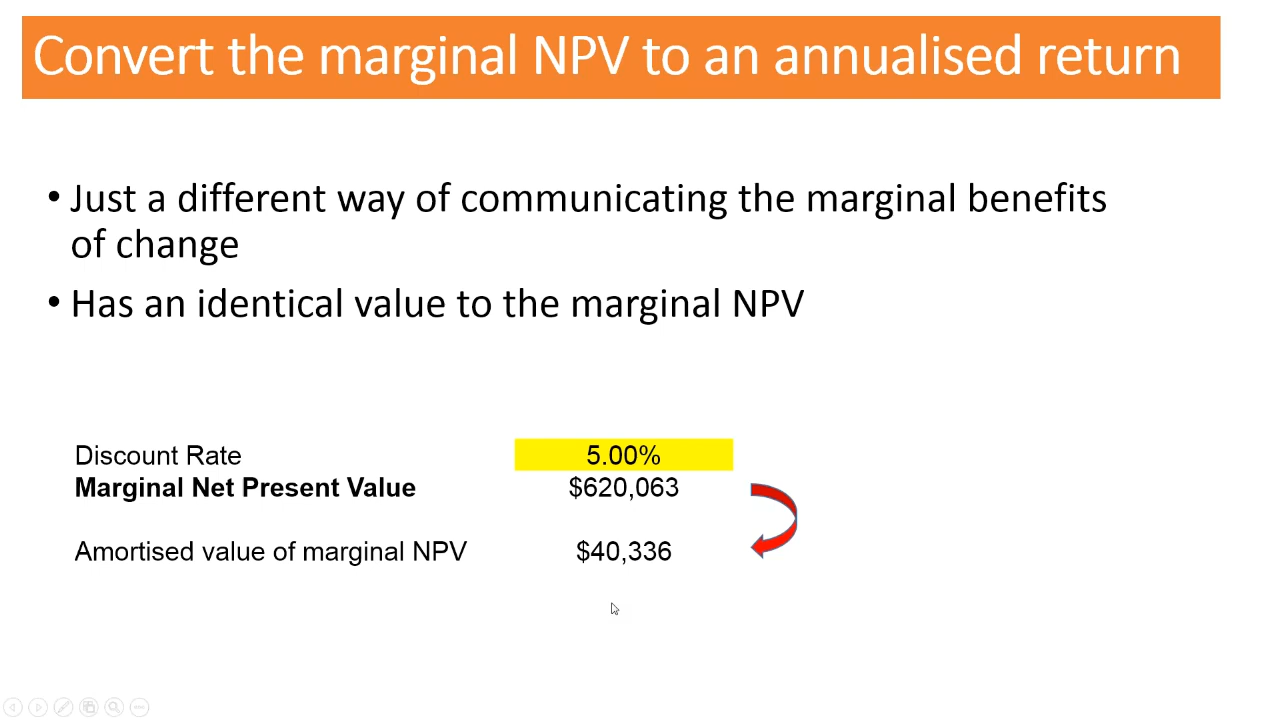 Convert the marginal NPV to an annualised return
• Just a different way of communicating the marginal benefits
of change
• Has an identical value to the marginal NPV
Discount Rate 5.00%
Marginal Net Present Value $620,063
Amortised value of marginal NPV $40,336